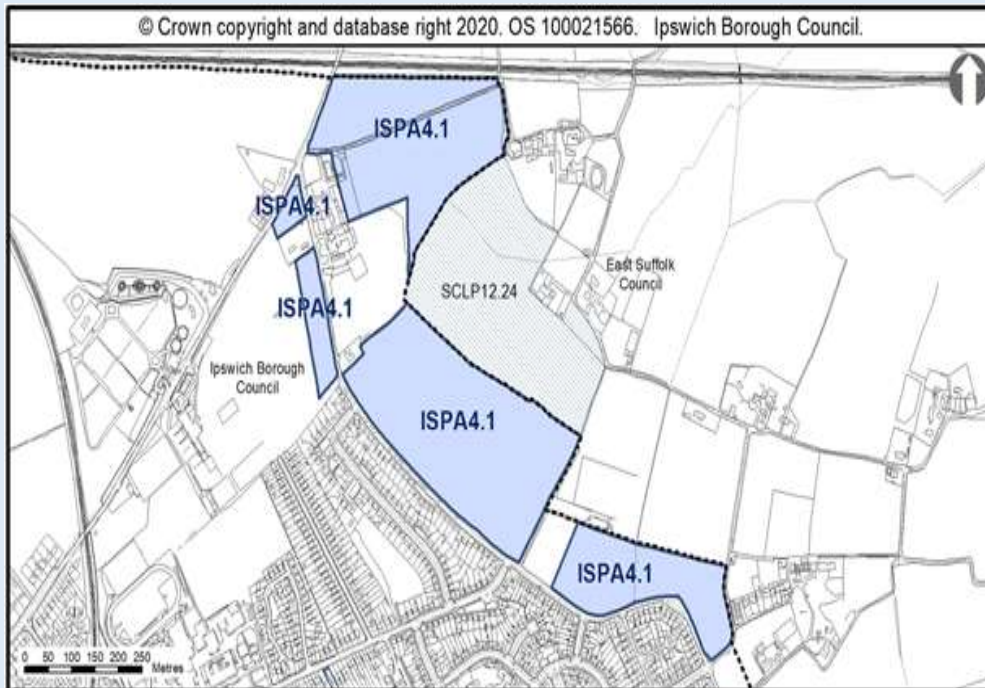 © Crown copyright and database right 2020. OS 100021566. Ipswich Borough Council.
ISPA4.1
ISPA4.1
East Suffolk
Council
SCLP12.24
ISPA4.1
Ipswich Borough
Council
ISPA4.1
ISPA4.1
0 50 100 150 200 250
Metres